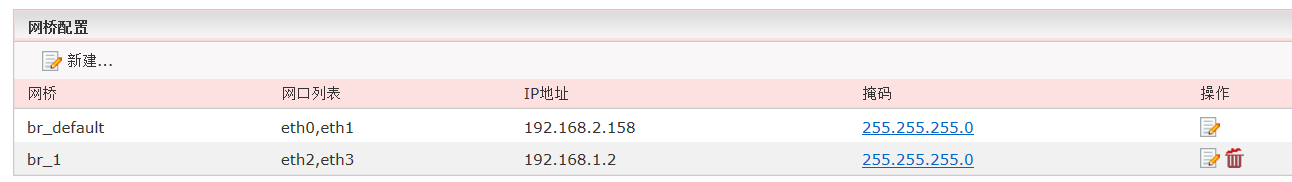 网桥配置
新建...
网桥 网口列表 IP地址 掩码 操作
br_default eth0,eth1 192.168.2.158 255.255.255.0
br_1 eth2,eth3 192.168.1.2 255.255.255.0